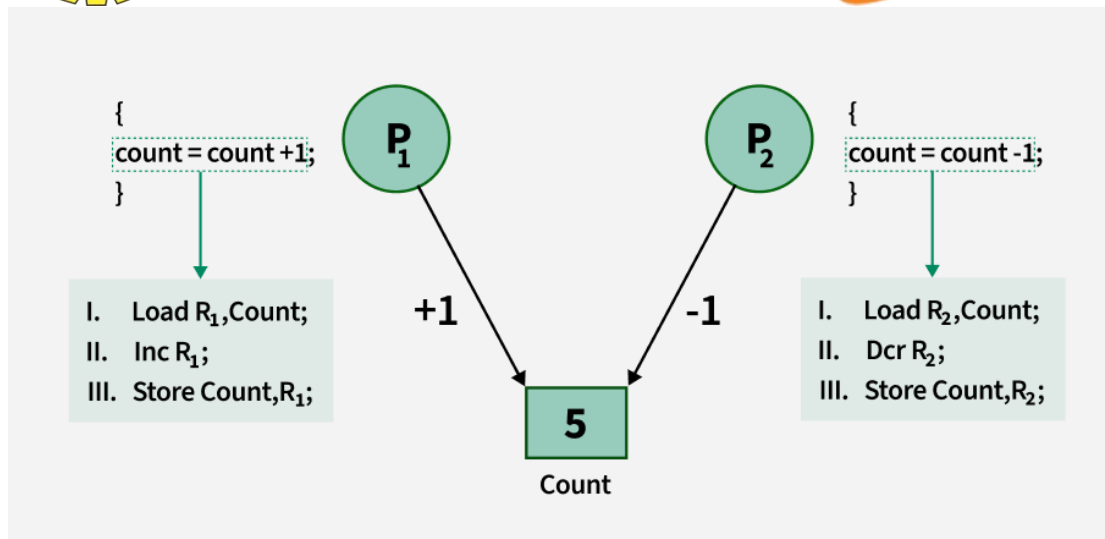 {
count = count +1;
}
P1
P2
{
count = count -1;
}
I. Load R1,Count;
II. Inc R1;
III. Store Count,R1;
+1
-1
I. Load R2,Count;
II. Dcr R2;
III. Store Count,R2;
5
Count